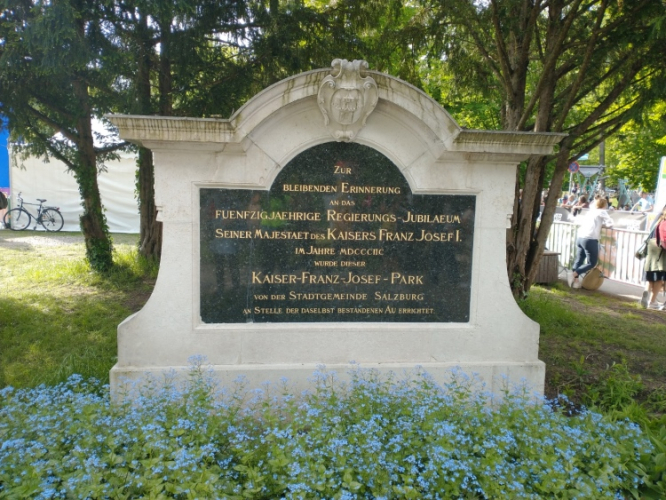 ZUR
BLEIBENDEN ERINNERUNG
AN DAS
FUENFZIGJAEHRIGE REGIERUNGS-JUBILAEUM
SEINER MAJESTAET DES KAISERS FRANZ JOSEF I.
IM JAHRE MDCCCIIC
WURDE DIESER
KAISER-FRANZ-JOSEF-PARK
VON DER STADTGEMEINDE SALZBURG
AN STELLE DER DASELBST BESTANDENEN AU ERRICHTET.